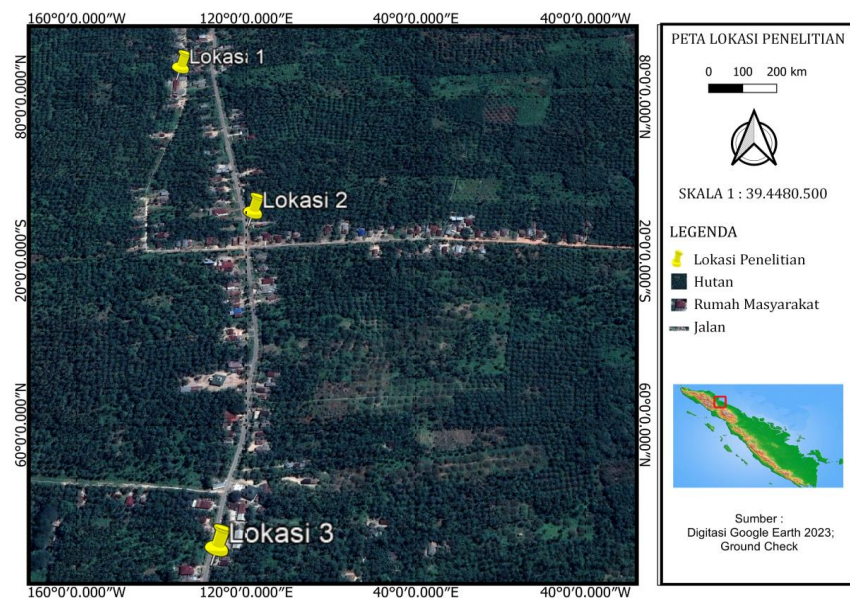 160°0'0.000"W 120°0'0.000"E 40°0'0.000"E 40°0'0.000"W
80°0'0.000"N
20°0'0.000"S
60°0'0.000"N
Lokasi 1
Lokasi 2
Lokasi 3
80°0'0.000"N
20°0'0.000"S
60°0'0.000"N
160°0'0.000"W 120°0'0.000"E 40°0'0.000"E 40°0'0.000"W
PETA LOKASI PENELITIAN
0 100 200 km
SKALA 1 : 39.4480.500
LEGENDA
Lokasi Penelitian
Hutan
Rumah Masyarakat
Jalan
Sumber :
Digitasi Google Earth 2023;
Ground Check